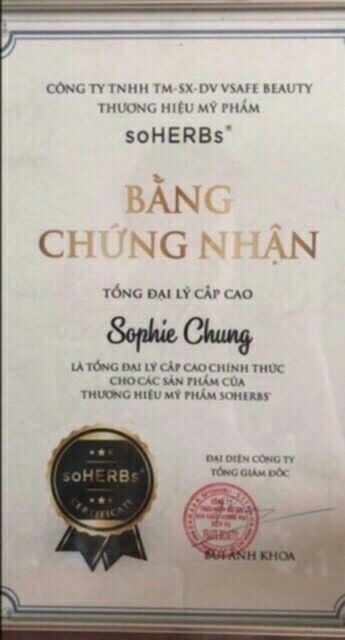 CÔNG TY TNHH TM-SX-DV VSAFE BEAUTY
THƯƠNG HIỆU MỸ PHẨM
soHERBs®
BẰNG
CHỨNG NHẬN
TỔNG ĐẠI LÝ CẤP CAO
Sophie Chung
LÀ TỔNG ĐẠI LÝ CẤP CAO CHÍNH THỨC
CHO CÁC SẢN PHẨM CỦA
THƯƠNG HIỆU MỸ PHẨM SOHERBS®
soHERBs®
CERTIFICATE
ĐẠI DIỆN CÔNG TY
TỔNG GIÁM ĐỐC
CÔNG TY
BÙI ANH KHOA